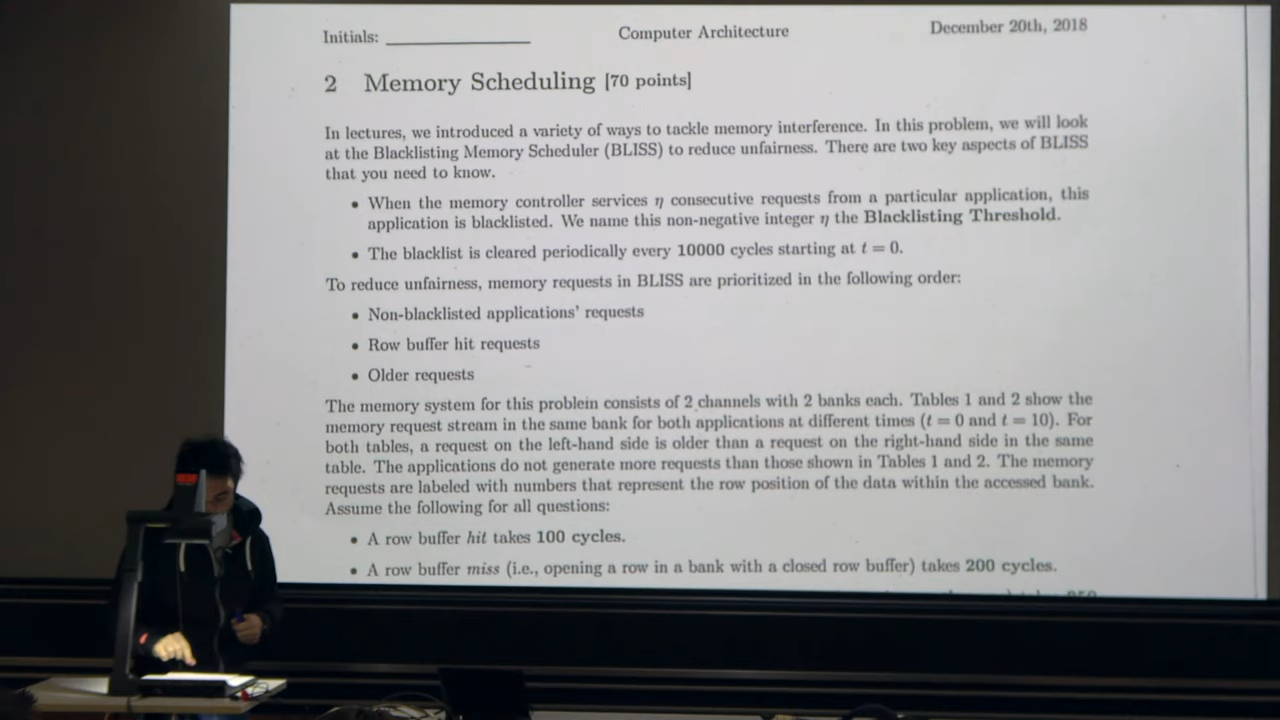 Initials: Computer Architecture December 20th, 2018
2 Memory Scheduling [70 points]
In lectures, we introduced a variety of ways to tackle memory interference. In this problem, we will look
at the Blacklisting Memory Scheduler (BLISS) to reduce unfairness. There are two key aspects of BLISS
that you need to know.
• When the memory controller services η consecutive requests from a particular application, this
application is blacklisted. We name this non-negative integer η the Blacklisting Threshold.
• The blacklist is cleared periodically every 10000 cycles starting at t = 0.
To reduce unfairness, memory requests in BLISS are prioritized in the following order:
• Non-blacklisted applications' requests
• Row buffer hit requests
• Older requests
The memory system for this problem consists of 2 channels with 2 banks each. Tables 1 and 2 show the
memory request stream in the same bank for both applications at different times (t = 0 and t = 10). For
both tables, a request on the left-hand side is older than a request on the right-hand side in the same
table. The applications do not generate more requests than those shown in Tables 1 and 2. The memory
requests are labeled with numbers that represent the row position of the data within the accessed bank.
Assume the following for all questions:
• A row buffer hit takes 100 cycles.
• A row buffer miss (i.e., opening a row in a bank with a closed row buffer) takes 200 cycles.